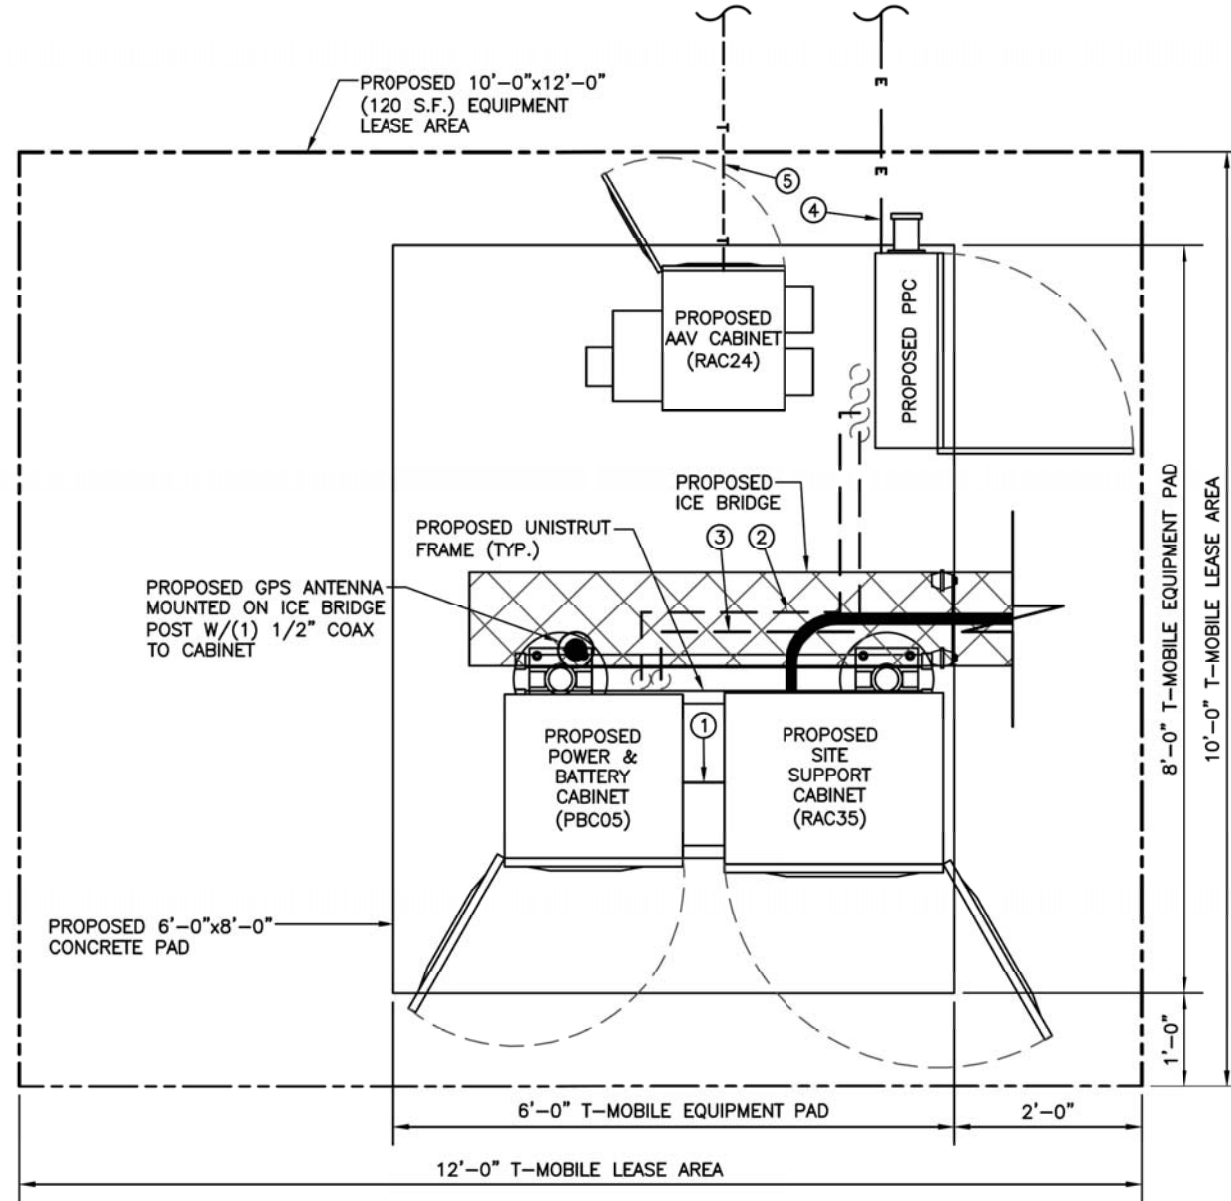 PROPOSED 10'-0"x12'-0"
(120 S.F.) EQUIPMENT
LEASE AREA
T
E
T
E
5
4
PROPOSED
AAV CABINET
(RAC24)
PROPOSED PPC
PROPOSED
ICE BRIDGE
3
2
PROPOSED UNISTRUT
FRAME (TYP.)
PROPOSED GPS ANTENNA
MOUNTED ON ICE BRIDGE
POST W/(1) 1/2" COAX
TO CABINET
1
PROPOSED
POWER &
BATTERY
CABINET
(PBC05)
PROPOSED
SITE
SUPPORT
CABINET
(RAC35)
PROPOSED 6'-0"x8'-0"
CONCRETE PAD
8'-0" T-MOBILE EQUIPMENT PAD
10'-0" T-MOBILE LEASE AREA
1'-0"
6'-0" T-MOBILE EQUIPMENT PAD
2'-0"
12'-0" T-MOBILE LEASE AREA